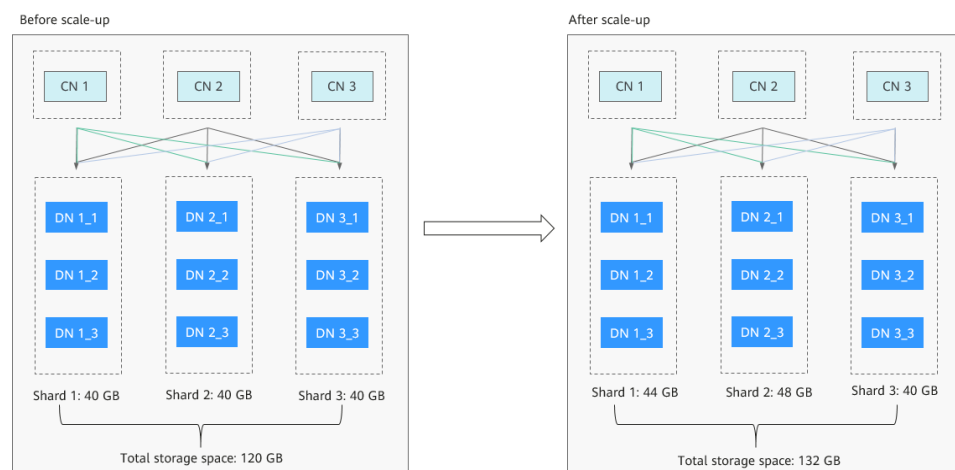 Before scale-up
CN 1
CN 2
CN 3
DN 1_1
DN 2_1
DN 3_1
DN 1_2
DN 2_2
DN 3_2
DN 1_3
DN 2_3
DN 3_3
Shard 1: 40 GB
Shard 2: 40 GB
Shard 3: 40 GB
Total storage space: 120 GB
After scale-up
CN 1
CN 2
CN 3
DN 1_1
DN 2_1
DN 3_1
DN 1_2
DN 2_2
DN 3_2
DN 1_3
DN 2_3
DN 3_3
Shard 1: 44 GB
Shard 2: 48 GB
Shard 3: 40 GB
Total storage space: 132 GB